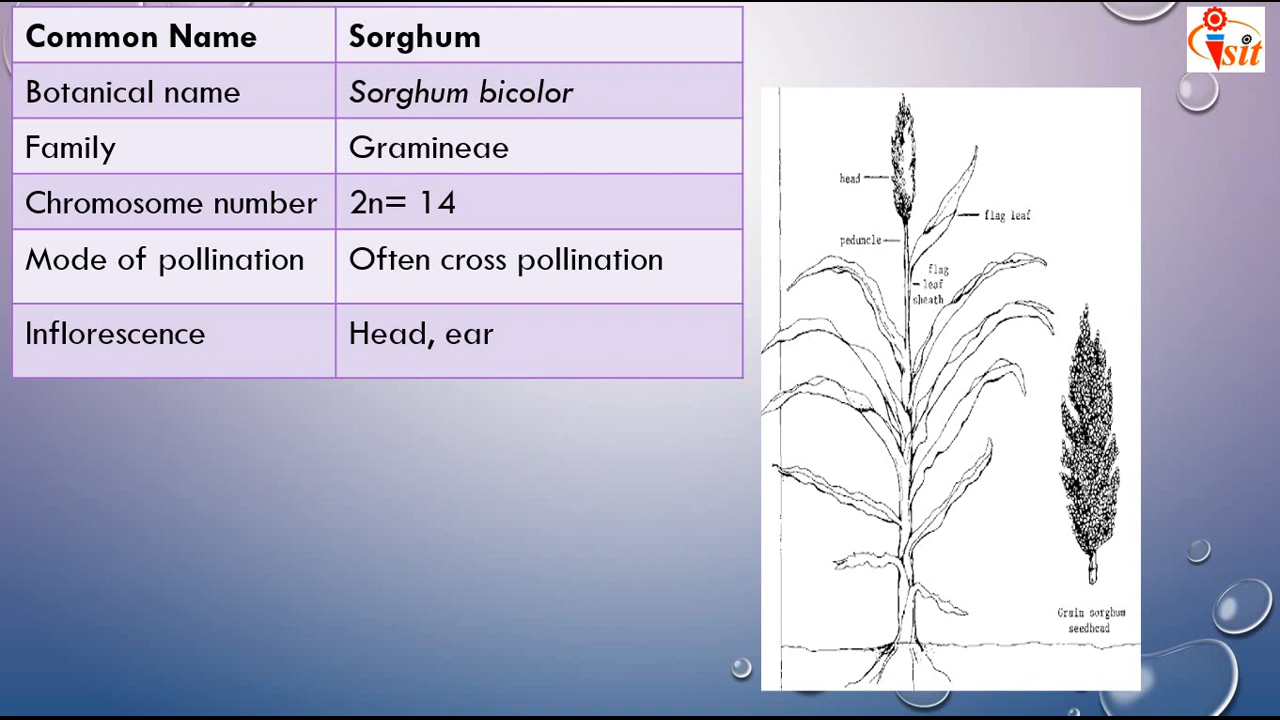 Common Name Sorghum
Botanical name Sorghum bicolor
Family Gramineae
Chromosome number 2n= 14
Mode of pollination Often cross pollination
Inflorescence Head, ear
isit
head
flag leaf
peduncle
flag
leaf
sheath
Grain sorghum
seedhead